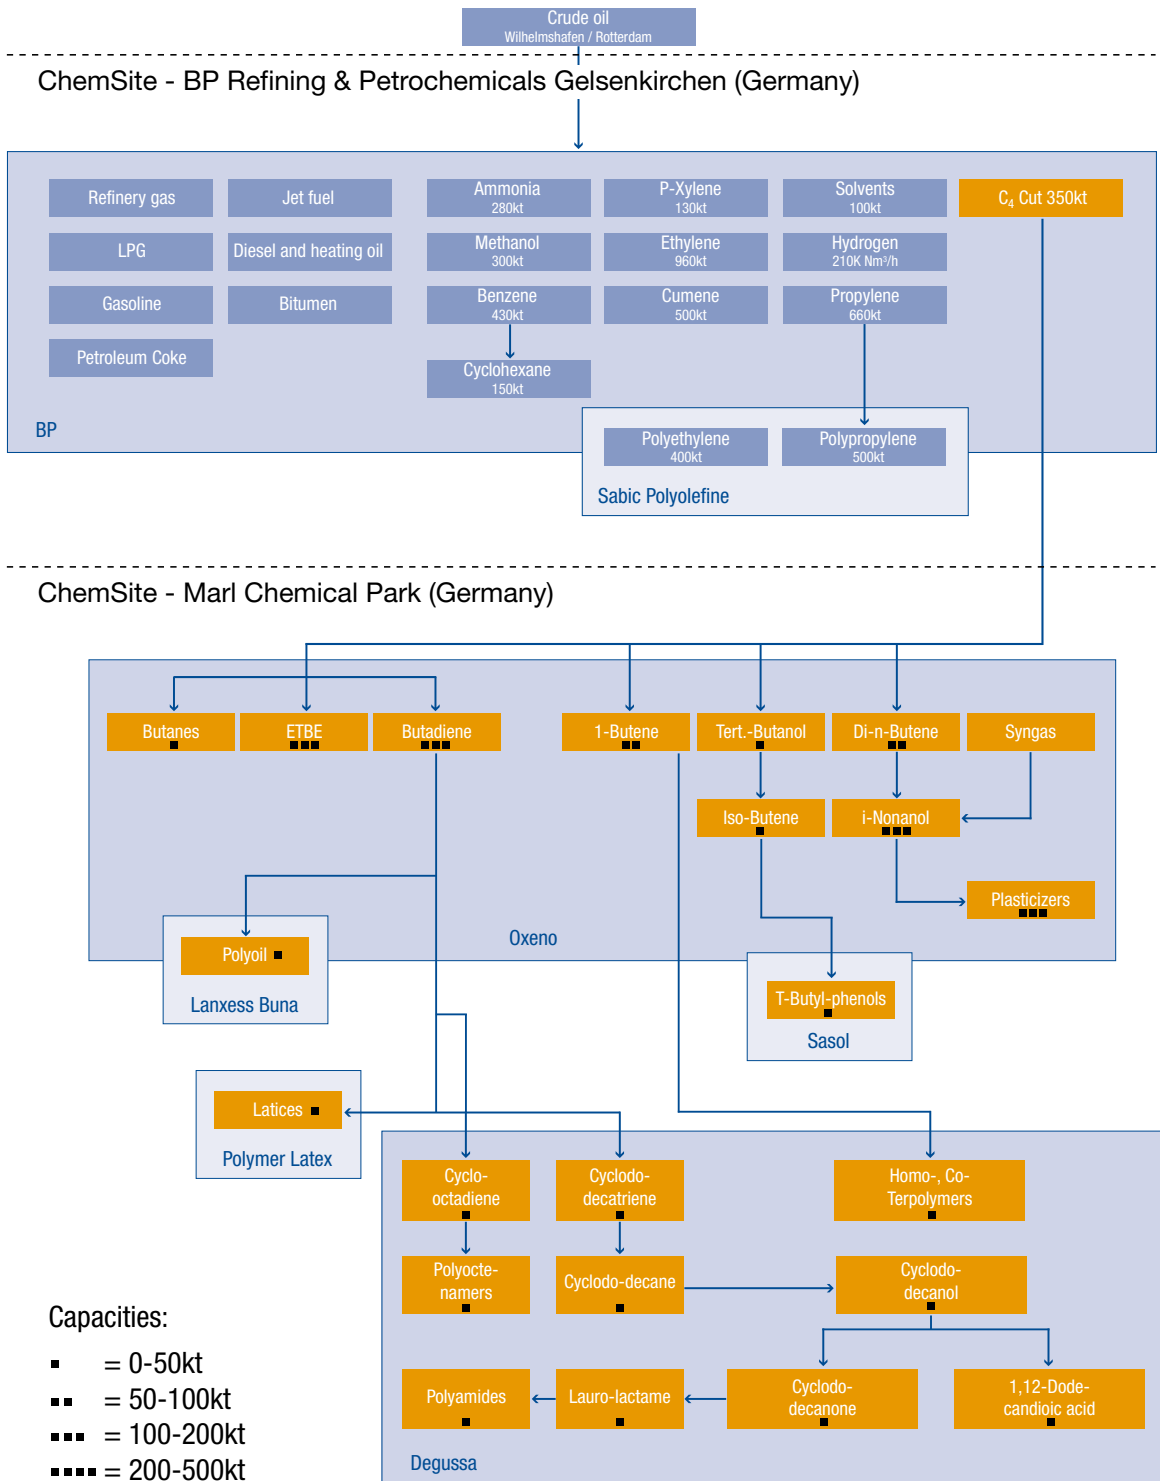 Crude oil
Wilhelmshafen / Rotterdam
ChemSite - BP Refining & Petrochemicals Gelsenkirchen (Germany)
Refinery gas
Jet fuel
Ammonia
280kt
P-Xylene
130kt
Solvents
100kt
C₄ Cut 350kt
LPG
Diesel and heating oil
Methanol
300kt
Ethylene
960kt
Hydrogen
210K Nm³/h
Gasoline
Bitumen
Benzene
430kt
Cumene
500kt
Propylene
660kt
Petroleum Coke
Cyclohexane
150kt
BP
Polyethylene
400kt
Polypropylene
500kt
Sabic Polyolefine
ChemSite - Marl Chemical Park (Germany)
Butanes
ETBE
Butadiene
1-Butene
Tert.-Butanol
Di-n-Butene
Syngas
Iso-Butene
i-Nonanol
Plasticizers
Oxeno
Polyoil
Lanxess Buna
T-Butyl-phenols
Sasol
Latices
Polymer Latex
Cyclo-
octadiene
Cyclodo-
decatriene
Homo-, Co-
Terpolymers
Polyocte-
namers
Cyclodo-decane
Cyclodo-
decanol
Polyamides
Lauro-lactame
Cyclodo-
decanone
1,12-Dode-
candioic acid
Degussa
Capacities:
= 0-50kt
= 50-100kt
= 100-200kt
= 200-500kt